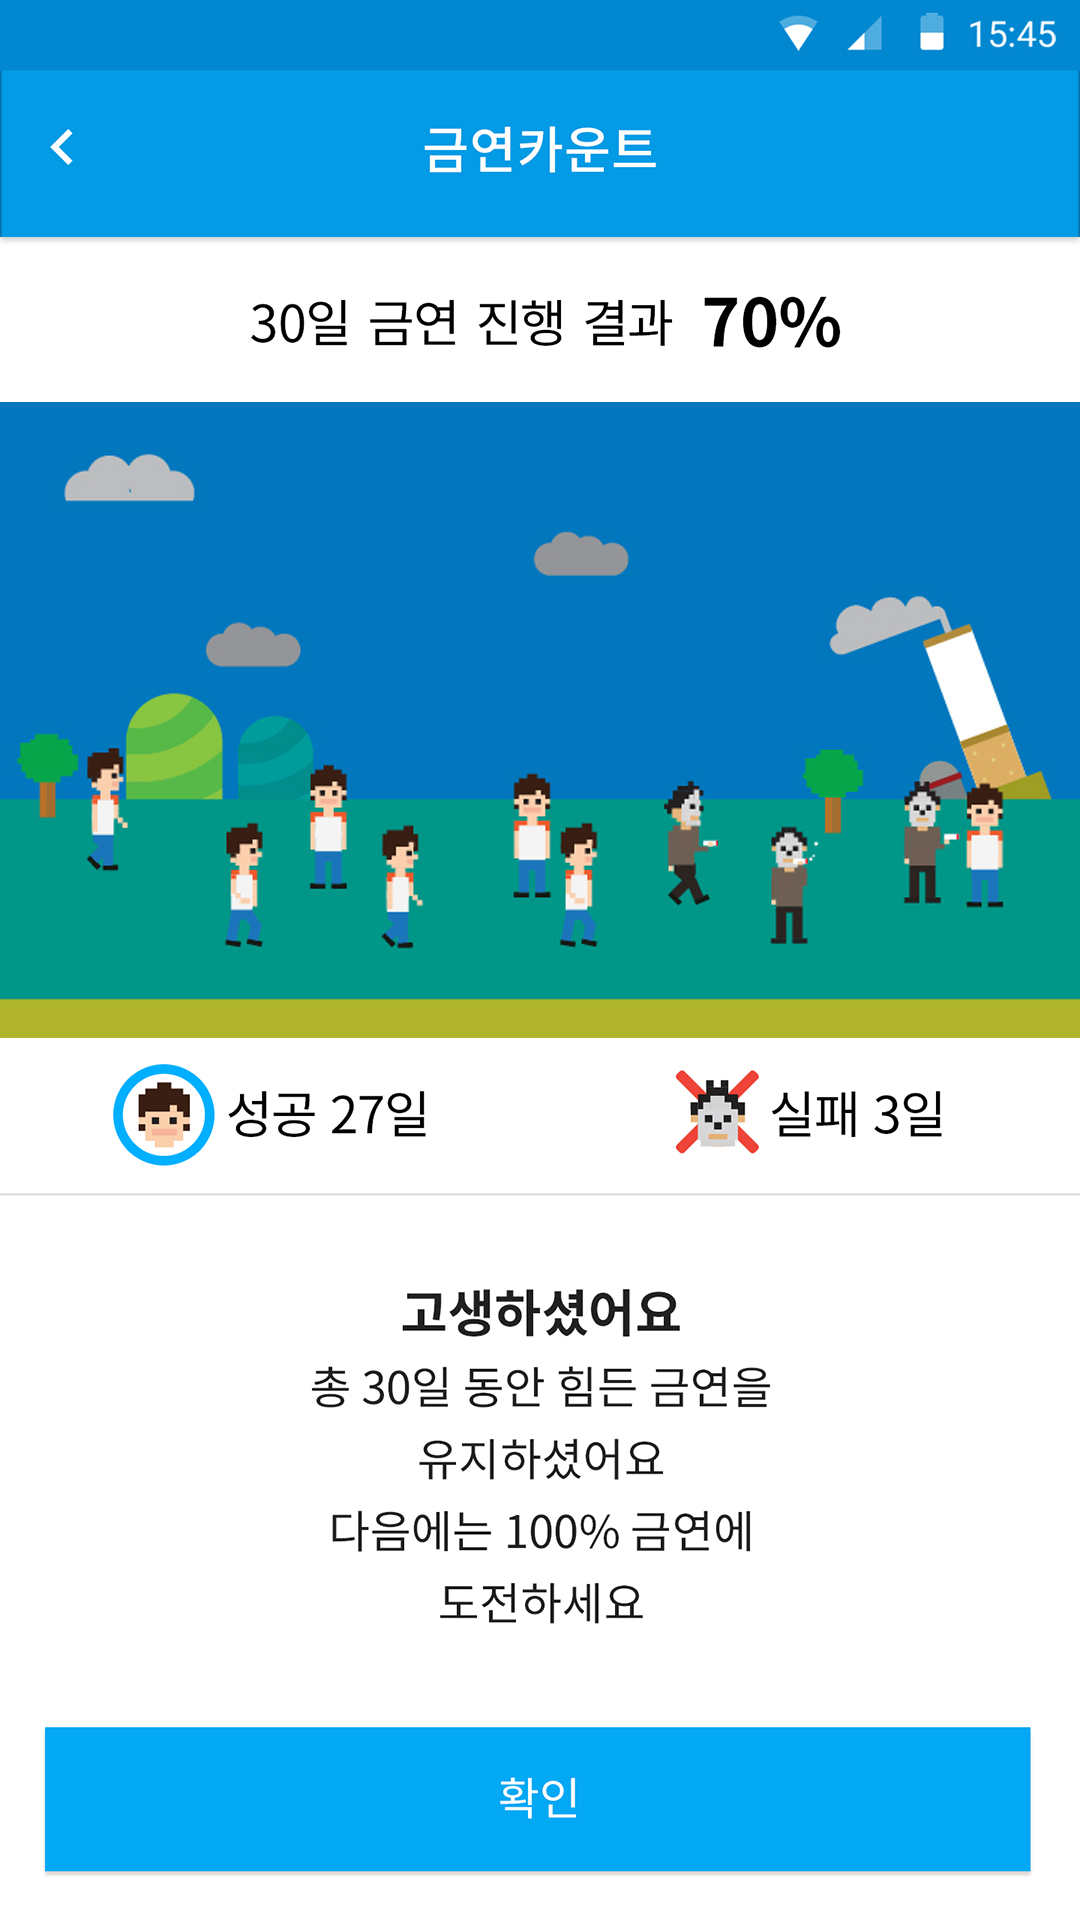 15:45
금연카운트
30일 금연 진행 결과 70%
성공 27일
실패 3일
고생하셨어요
총 30일 동안 힘든 금연을
유지하셨어요
다음에는 100% 금연에
도전하세요
확인